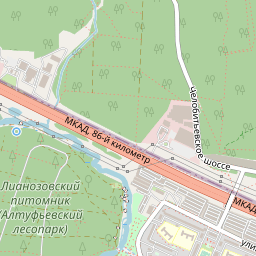 Челобитьевское шоссе
МКАД, 86-й километр
Лианозовский
питомник
(Алтуфьевский
лесопарк)
МКАД